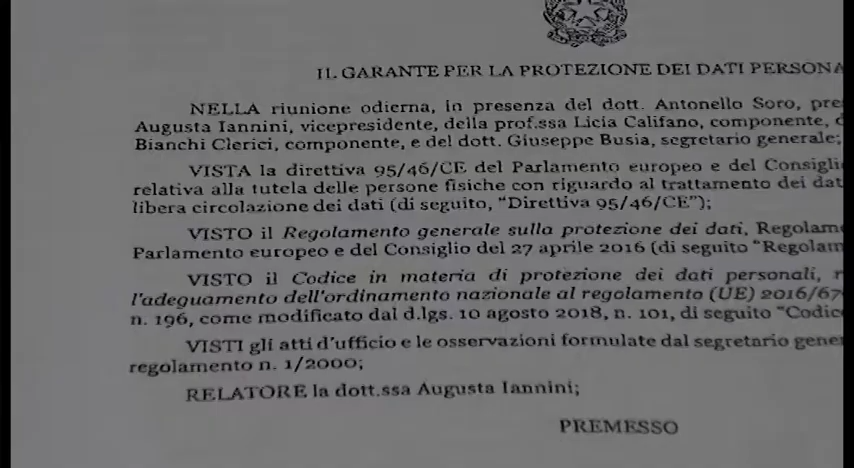 IL GARANTE PER LA PROTEZIONE DEI DATI PERSONA
NELLA riunione odierna, in presenza del dott. Antonello Soro, pre
Augusta Iannini, vicepresidente, della prof.ssa Licia Califano, componente, d
Bianchi Clerici, componente, e del dott. Giuseppe Busia, segretario generale;
VISTA la direttiva 95/46/CE del Parlamento europeo e del Consigli
relativa alla tutela delle persone fisiche con riguardo al trattamento dei dat
libera circolazione dei dati (di seguito, "Direttiva 95/46/CE");
VISTO il Regolamento generale sulla protezione dei dati, Regolame
Parlamento europeo e del Consiglio del 27 aprile 2016 (di seguito "Regolam
VISTO il Codice in materia di protezione dei dati personali, r
l'adeguamento dell'ordinamento nazionale al regolamento (UE) 2016/67
n. 196, come modificato dal d.lgs. 10 agosto 2018, n. 101, di seguito "Codic
VISTI gli atti d'ufficio e le osservazioni formulate dal segretario gener
regolamento n. 1/2000;
RELATORE la dott.ssa Augusta Iannini;
PREMESSO